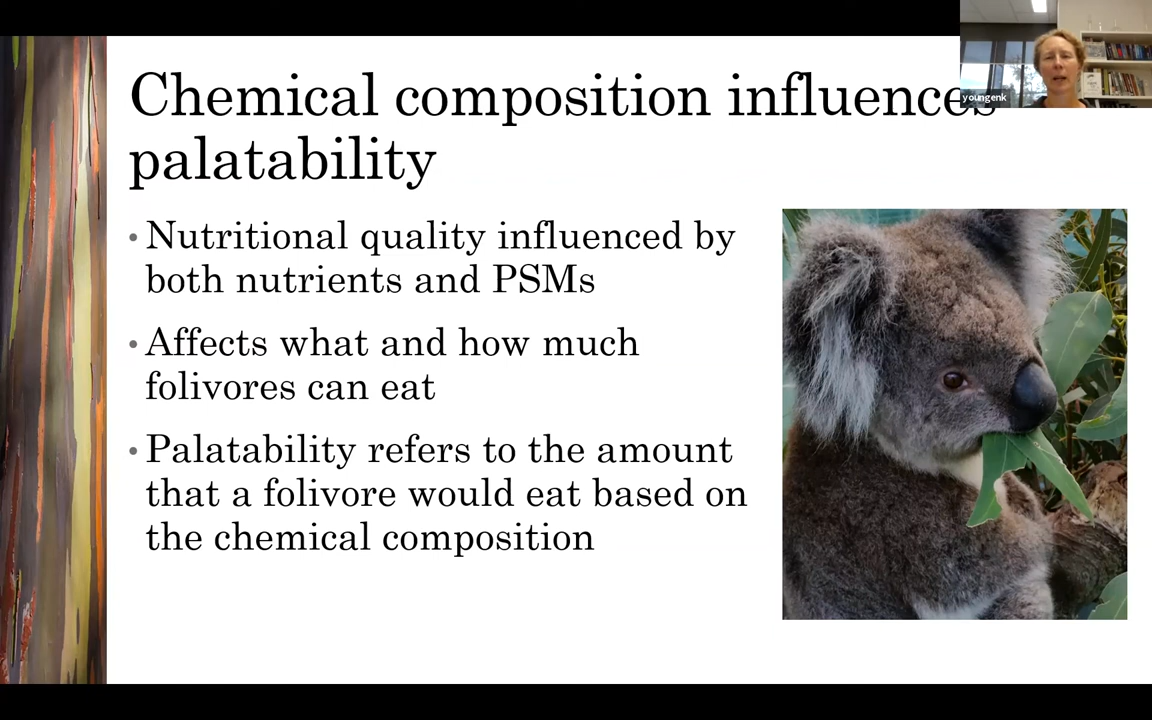 Chemical composition influences
palatability
youngenk
• Nutritional quality influenced by
both nutrients and PSMs
• Affects what and how much
folivores can eat
• Palatability refers to the amount
that a folivore would eat based on
the chemical composition